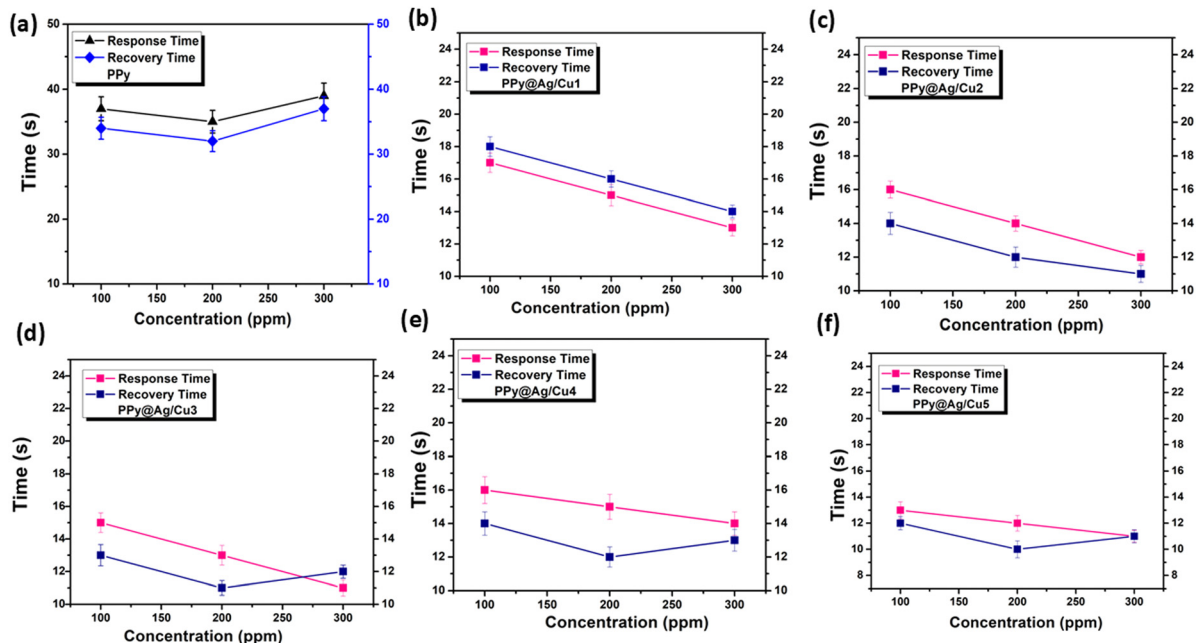 (a)
Response Time
Recovery Time
PPy
50
40
30
20
10
50
40
30
20
10
Time (s)
100 150 200 250 300
Concentration (ppm)
(b)
Response Time
Recovery Time
PPy@Ag/Cu1
24
22
20
18
16
14
12
10
24
22
20
18
16
14
12
10
Time (s)
100 150 200 250 300
Concentration (ppm)
(c)
Response Time
Recovery Time
PPy@Ag/Cu2
24
22
20
18
16
14
12
10
24
22
20
18
16
14
12
10
Time (s)
100 150 200 250 300
Concentration (ppm)
(d)
Response Time
Recovery Time
PPy@Ag/Cu3
24
22
20
18
16
14
12
10
24
22
20
18
16
14
12
10
Time (s)
100 150 200 250 300
Concentration (ppm)
(e)
Response Time
Recovery Time
PPy@Ag/Cu4
24
22
20
18
16
14
12
10
24
22
20
18
16
14
12
10
Time (s)
100 150 200 250 300
Concentration (ppm)
(f)
Response Time
Recovery Time
PPy@Ag/Cu5
24
22
20
18
16
14
12
10
8
24
22
20
18
16
14
12
10
8
Time (s)
100 150 200 250 300
Concentration (ppm)